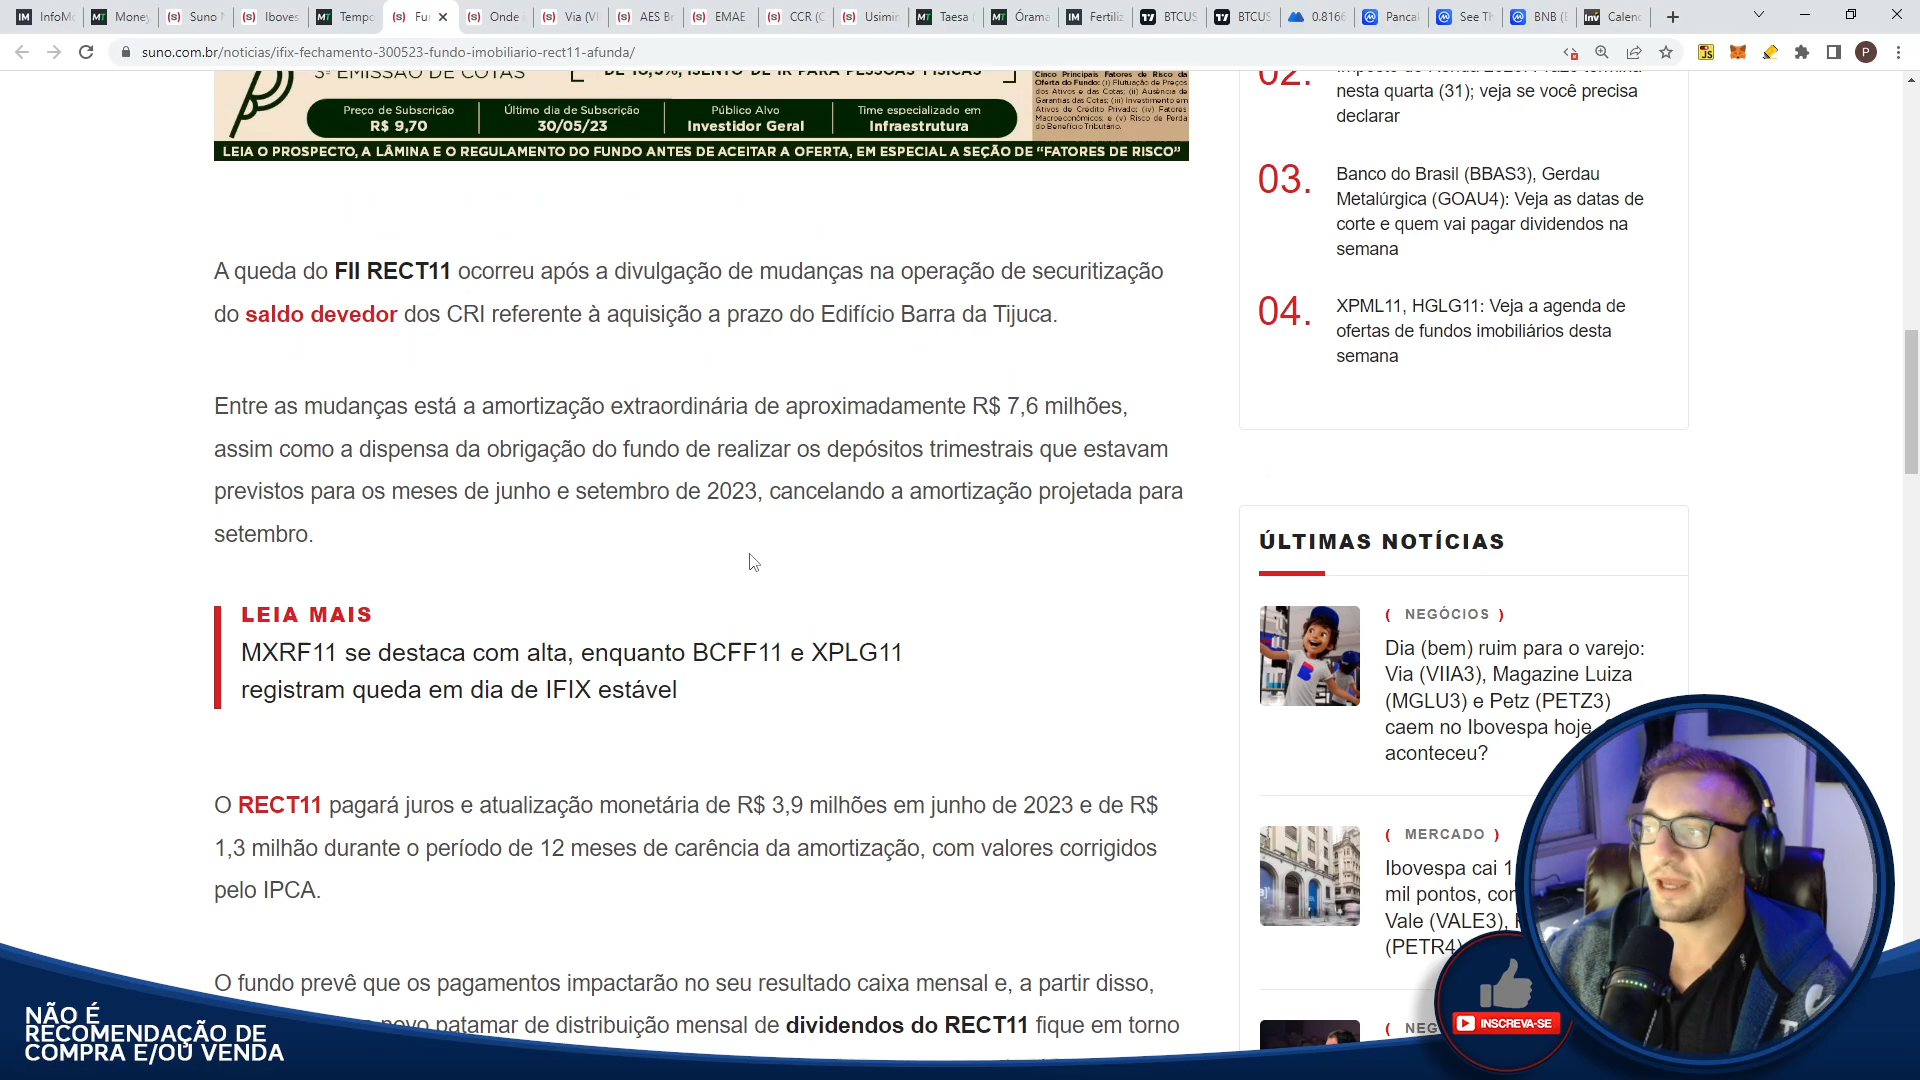 InfoM
Money
Suno N
Iboves
Tempo
Fu
Onde
Via (VI
AES Br
EMAE
CCR (C
Usimin
Taesa (
Órama
Fertiliz
BTCUS
BTCUS
0.8166
Pancak
See Th
BNB (B
Calenc
suno.com.br/noticias/ifix-fechamento-300523-fundo-imobiliario-rect11-afunda/
P
3ª EMISSÃO DE COTAS
DE 10,5%, ISENTO DE IR PARA PESSOAS FÍSICAS
Cinco Principais Fatores de Risco da
Oferta do Fundo: (i) Flutuação de Preços
dos Ativos e das Cotas; (ii) Ausência de
Garantias das Cotas; (iii) Investimento em
Ativos de Crédito Privado; (iv) Fatores
Macroeconômicos; e (v) Risco de Perda
do Benefício Tributário.
Preço de Subscrição
R$ 9,70
Último dia de Subscrição
30/05/23
Público Alvo
Investidor Geral
Time especializado em
Infraestrutura
LEIA O PROSPECTO, A LÂMINA E O REGULAMENTO DO FUNDO ANTES DE ACEITAR A OFERTA, EM ESPECIAL A SEÇÃO DE “FATORES DE RISCO”
A queda do FII RECT11 ocorreu após a divulgação de mudanças na operação de securitização
do saldo devedor dos CRI referente à aquisição a prazo do Edifício Barra da Tijuca.
Entre as mudanças está a amortização extraordinária de aproximadamente R$ 7,6 milhões,
assim como a dispensa da obrigação do fundo de realizar os depósitos trimestrais que estavam
previstos para os meses de junho e setembro de 2023, cancelando a amortização projetada para
setembro.
LEIA MAIS
MXRF11 se destaca com alta, enquanto BCFF11 e XPLG11
registram queda em dia de IFIX estável
O RECT11 pagará juros e atualização monetária de R$ 3,9 milhões em junho de 2023 e de R$
1,3 milhão durante o período de 12 meses de carência da amortização, com valores corrigidos
pelo IPCA.
O fundo prevê que os pagamentos impactarão no seu resultado caixa mensal e, a partir disso,
novo patamar de distribuição mensal de dividendos do RECT11 fique em torno
02.
nesta quarta (31); veja se você precisa
declarar
03.
Banco do Brasil (BBAS3), Gerdau
Metalúrgica (GOAU4): Veja as datas de
corte e quem vai pagar dividendos na
semana
04.
XPML11, HGLG11: Veja a agenda de
ofertas de fundos imobiliários desta
semana
ÚLTIMAS NOTÍCIAS
( NEGÓCIOS )
Dia (bem) ruim para o varejo:
Via (VIIA3), Magazine Luiza
(MGLU3) e Petz (PETZ3)
caem no Ibovespa hoje.
aconteceu?
( MERCADO )
Ibovespa cai 1
mil pontos, con
Vale (VALE3),
(PETR4)
( NEG
NÃO É
RECOMENDAÇÃO DE
COMPRA E/OU VENDA
INSCREVA-SE